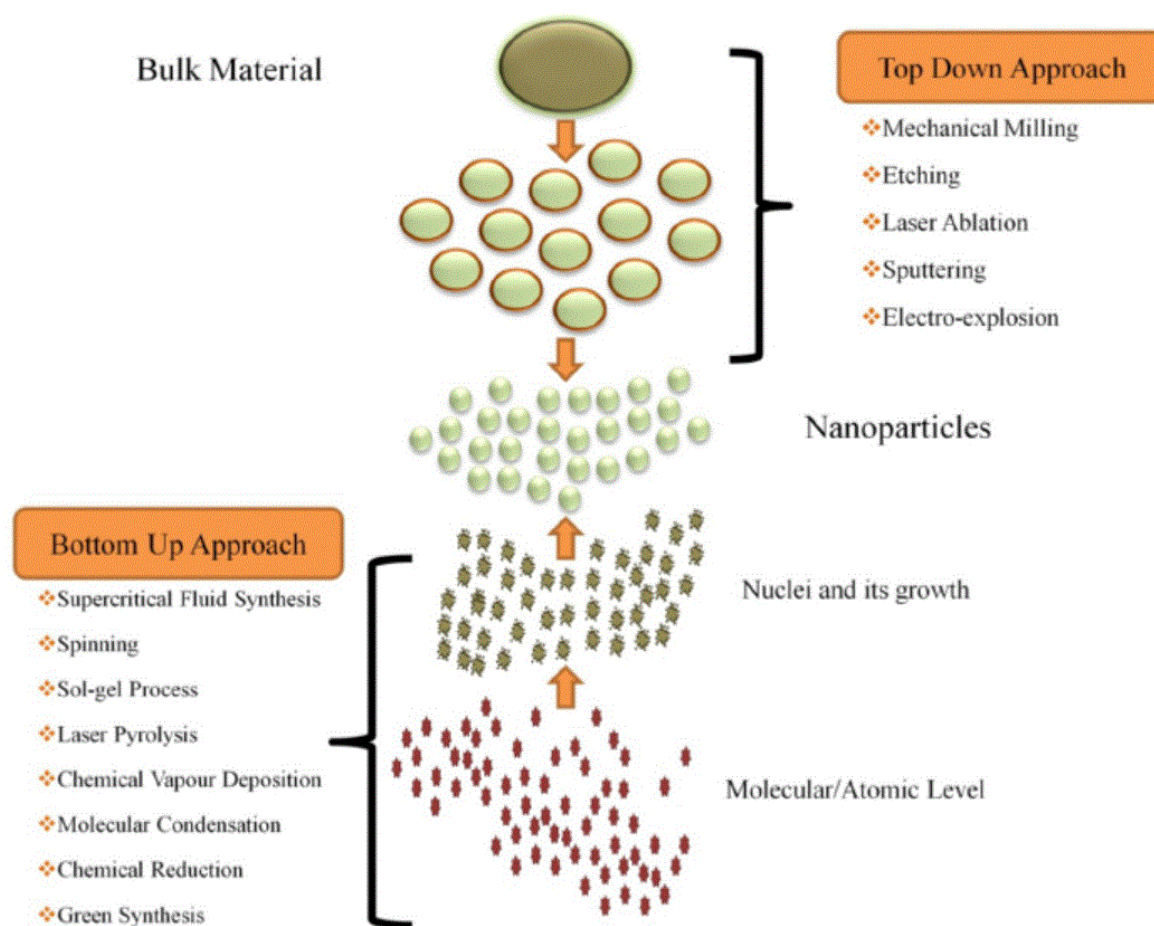 Bulk Material
Top Down Approach
❖Mechanical Milling
❖Etching
❖Laser Ablation
❖Sputtering
❖Electro-explosion
Nanoparticles
Bottom Up Approach
❖Supercritical Fluid Synthesis
❖Spinning
❖Sol-gel Process
❖Laser Pyrolysis
❖Chemical Vapour Deposition
❖Molecular Condensation
❖Chemical Reduction
❖Green Synthesis
Nuclei and its growth
Molecular/Atomic Level